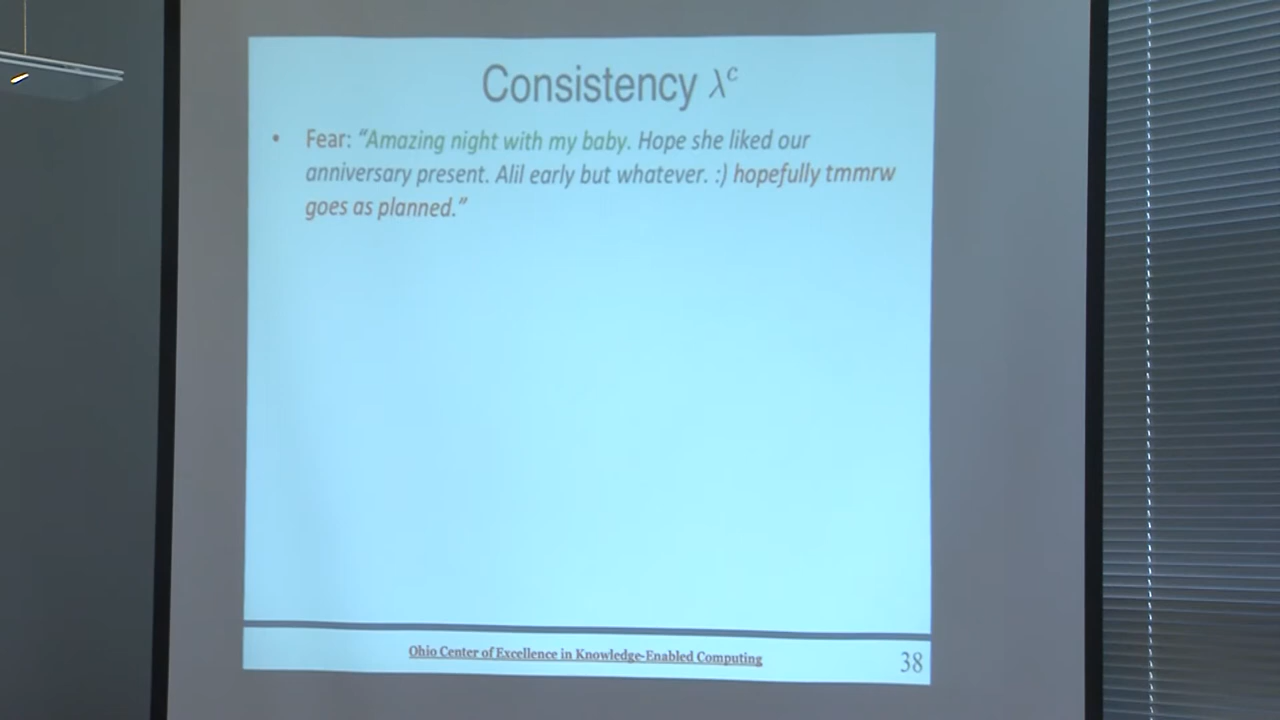 Consistency λᶜ
• Fear: “Amazing night with my baby. Hope she liked our
anniversary present. Alil early but whatever. :) hopefully tmmrw
goes as planned.”
Ohio Center of Excellence in Knowledge-Enabled Computing
38